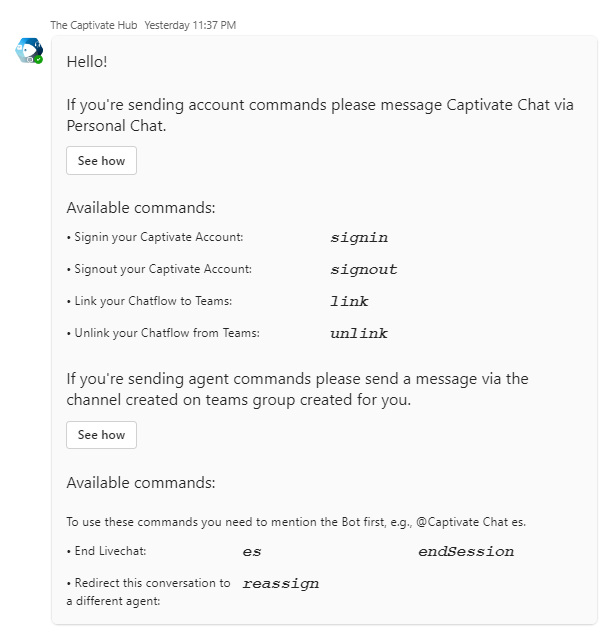 The Captivate Hub Yesterday 11:37 PM
Hello!
If you're sending account commands please message Captivate Chat via
Personal Chat.
See how
Available commands:
• Signin your Captivate Account: signin
• Signout your Captivate Account: signout
• Link your Chatflow to Teams: link
• Unlink your Chatflow from Teams: unlink
If you're sending agent commands please send a message via the
channel created on teams group created for you.
See how
Available commands:
To use these commands you need to mention the Bot first, e.g., @Captivate Chat es.
• End Livechat: es endSession
• Redirect this conversation to reassign
a different agent: